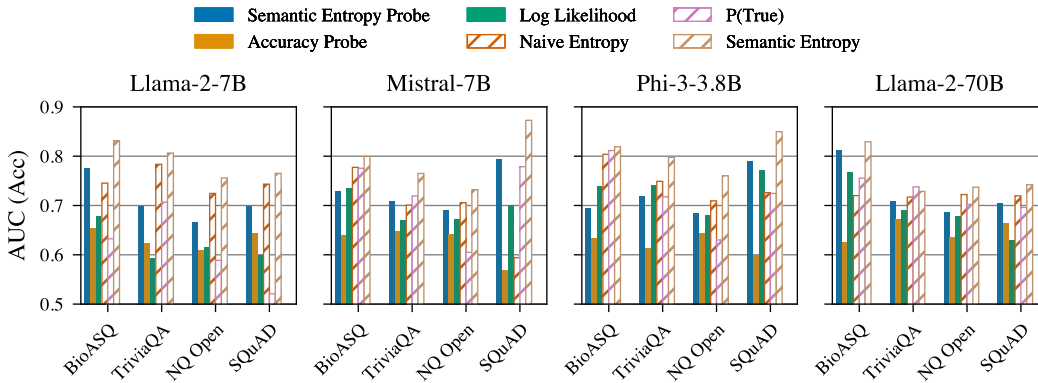 Semantic Entropy Probe Log Likelihood P(True)
Accuracy Probe Naive Entropy Semantic Entropy
Llama-2-7B Mistral-7B Phi-3-3.8B Llama-2-70B
AUC (Acc)
0.9
0.8
0.7
0.6
0.5
BioASQ TriviaQA NQ Open SQuAD BioASQ TriviaQA NQ Open SQuAD BioASQ TriviaQA NQ Open SQuAD BioASQ TriviaQA NQ Open SQuAD